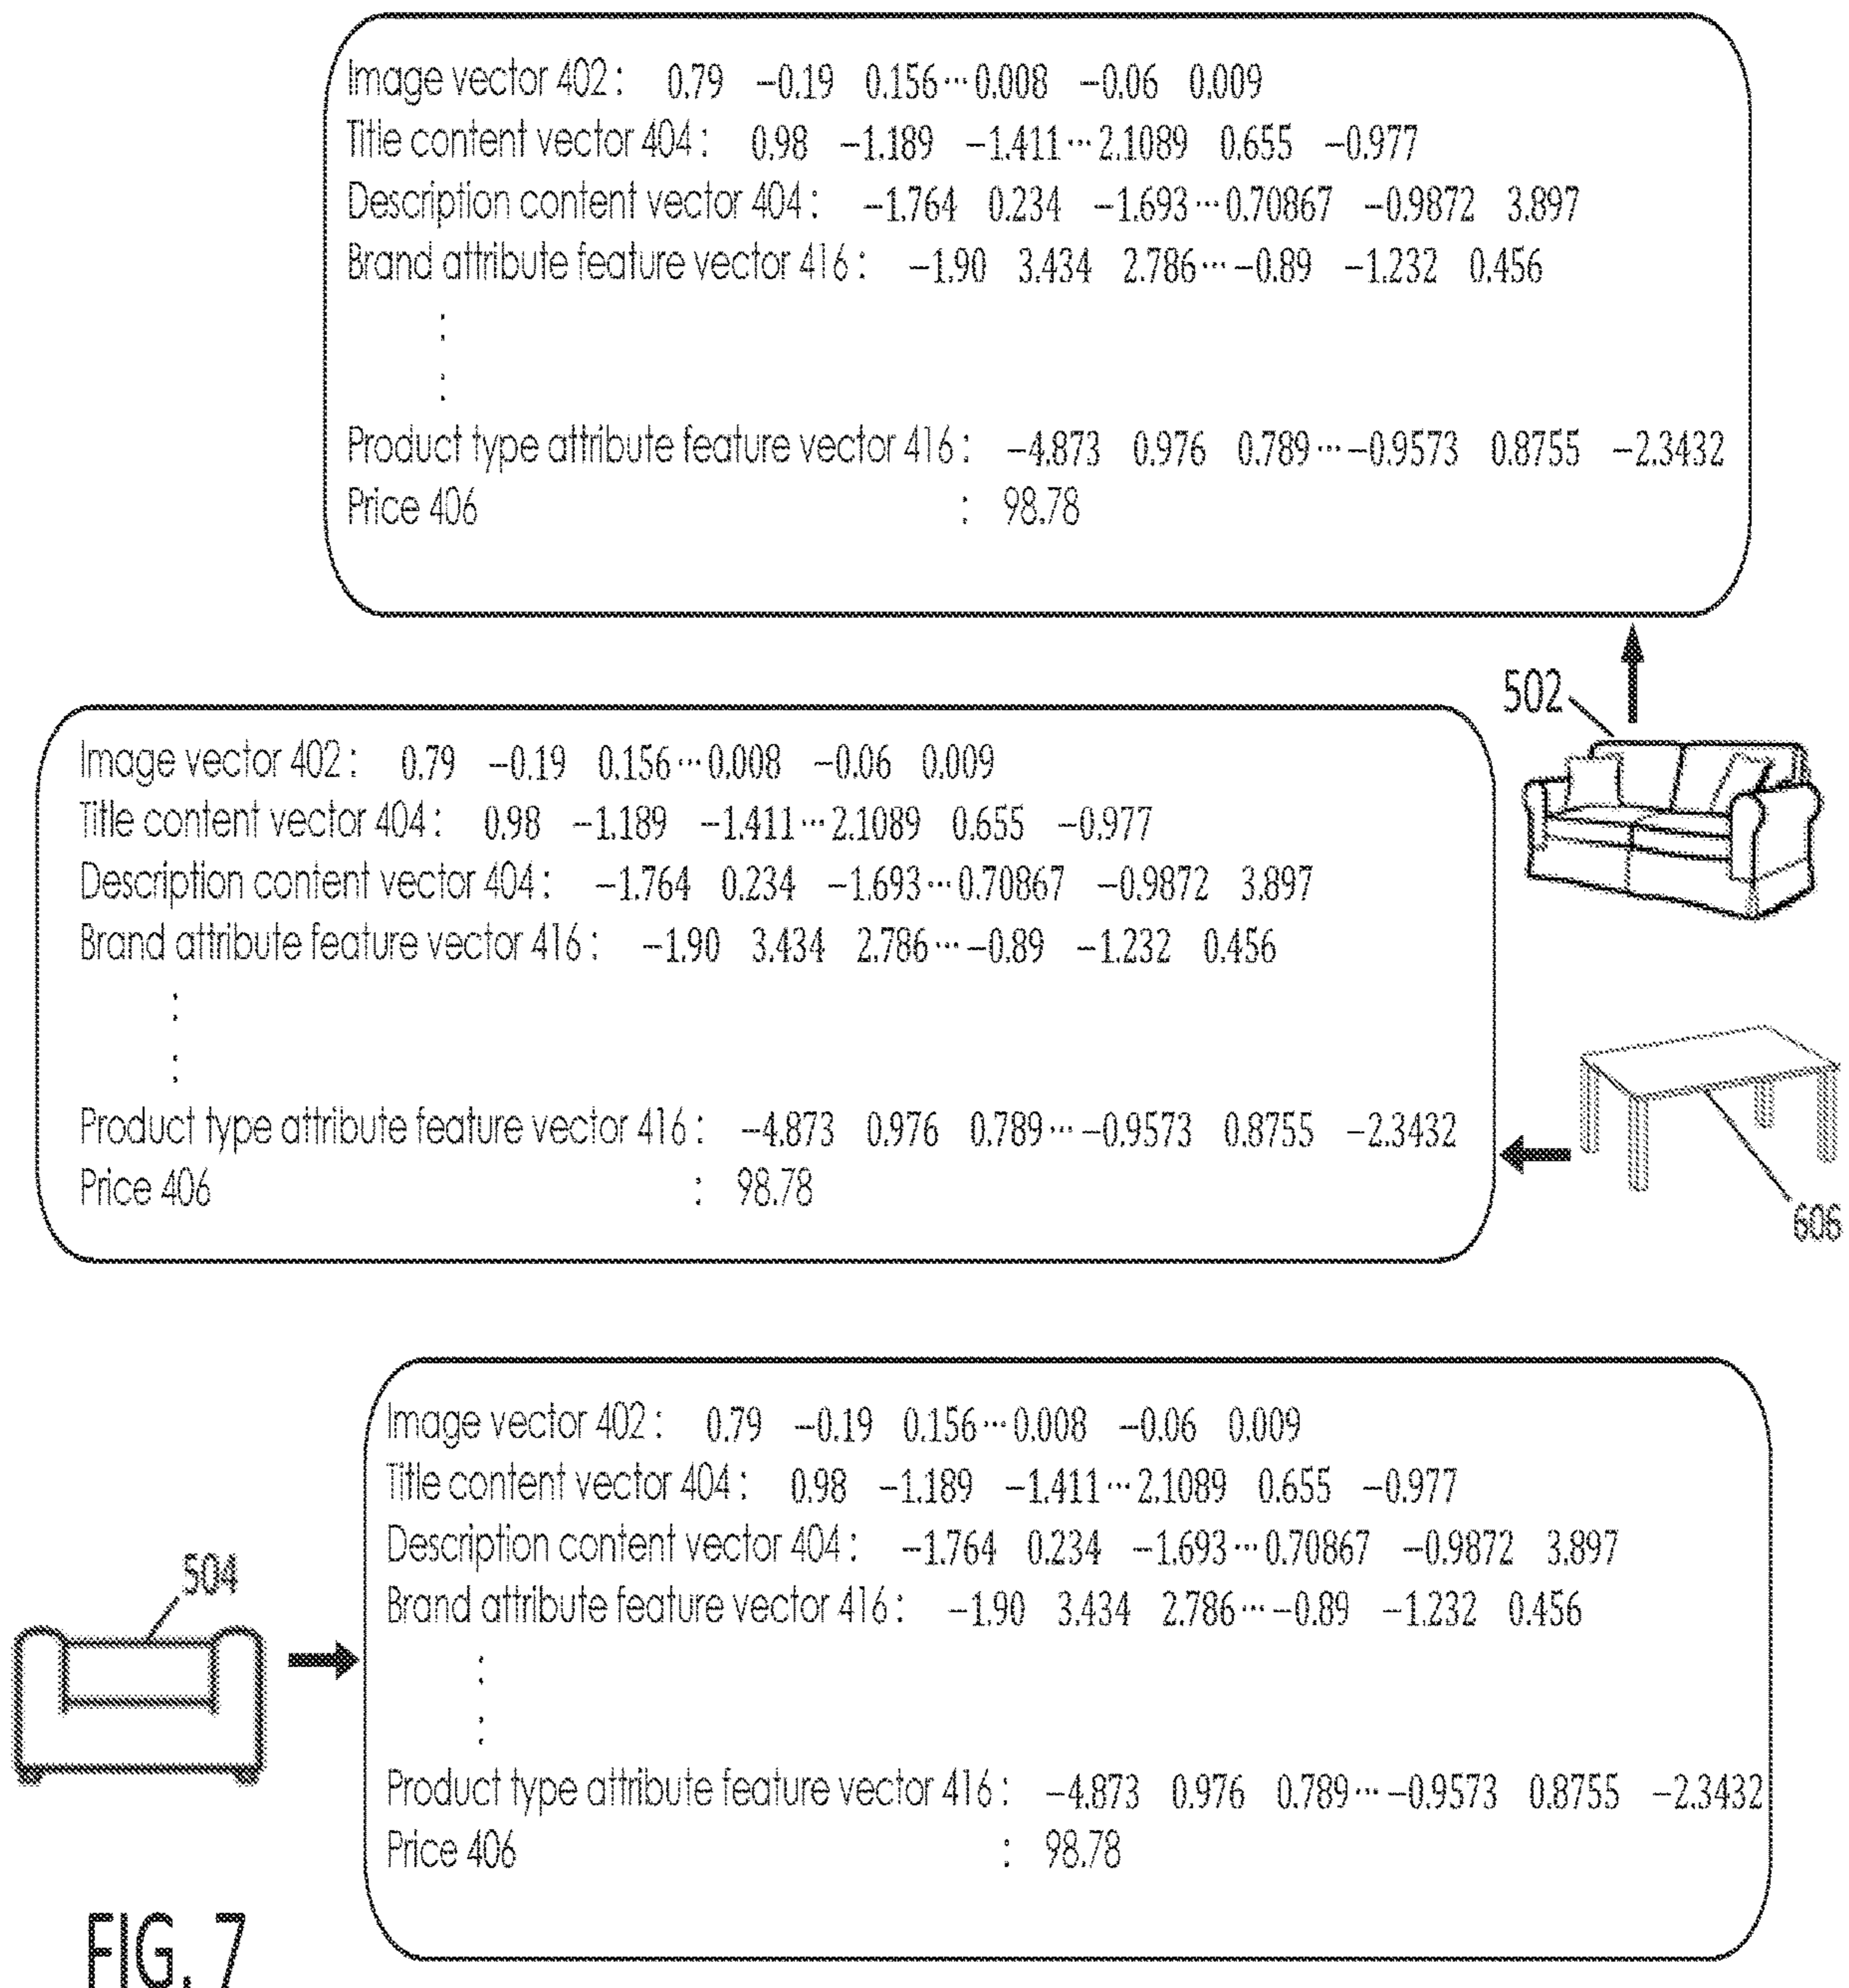 Image vector 402 : 0.79 −0.19 0.156 ··· 0.008 −0.06 0.009
Title content vector 404 : 0.98 −1.189 −1.411 ··· 2.1089 0.655 −0.977
Description content vector 404 : −1.764 0.234 −1.693 ··· 0.70867 −0.9872 3.897
Brand attribute feature vector 416 : −1.90 3.434 2.786 ··· −0.89 −1.232 0.456
:
:
Product type attribute feature vector 416 : −4.873 0.976 0.789 ··· −0.9573 0.8755 −2.3432
Price 406 : 98.78
502
Image vector 402 : 0.79 −0.19 0.156 ··· 0.008 −0.06 0.009
Title content vector 404 : 0.98 −1.189 −1.411 ··· 2.1089 0.655 −0.977
Description content vector 404 : −1.764 0.234 −1.693 ··· 0.70867 −0.9872 3.897
Brand attribute feature vector 416 : −1.90 3.434 2.786 ··· −0.89 −1.232 0.456
:
:
Product type attribute feature vector 416 : −4.873 0.976 0.789 ··· −0.9573 0.8755 −2.3432
Price 406 : 98.78
606
Image vector 402 : 0.79 −0.19 0.156 ··· 0.008 −0.06 0.009
Title content vector 404 : 0.98 −1.189 −1.411 ··· 2.1089 0.655 −0.977
Description content vector 404 : −1.764 0.234 −1.693 ··· 0.70867 −0.9872 3.897
504
Brand attribute feature vector 416 : −1.90 3.434 2.786 ··· −0.89 −1.232 0.456
:
:
Product type attribute feature vector 416 : −4.873 0.976 0.789 ··· −0.9573 0.8755 −2.3432
Price 406 : 98.78
FIG. 7